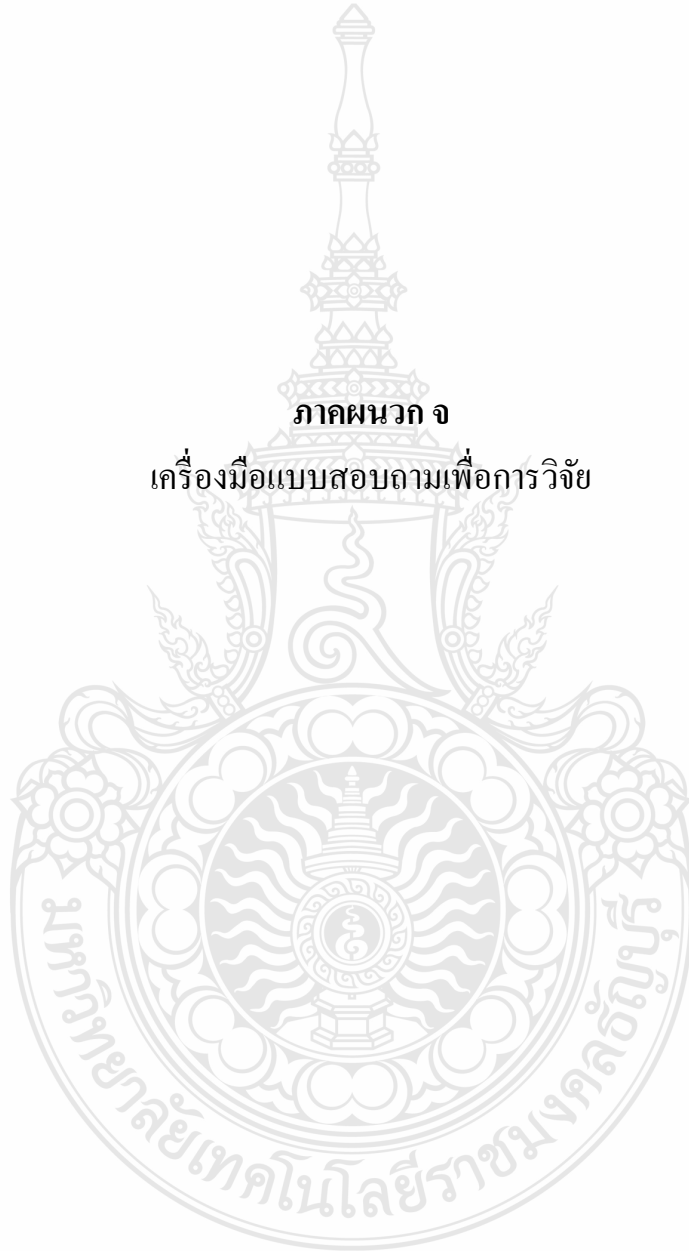 ภาคผนวก จ
เครื่องมือแบบสอบถามเพื่อการวิจัย
มหาวิทยาลัยเทคโนโลยีราชมงคลธัญบุรี